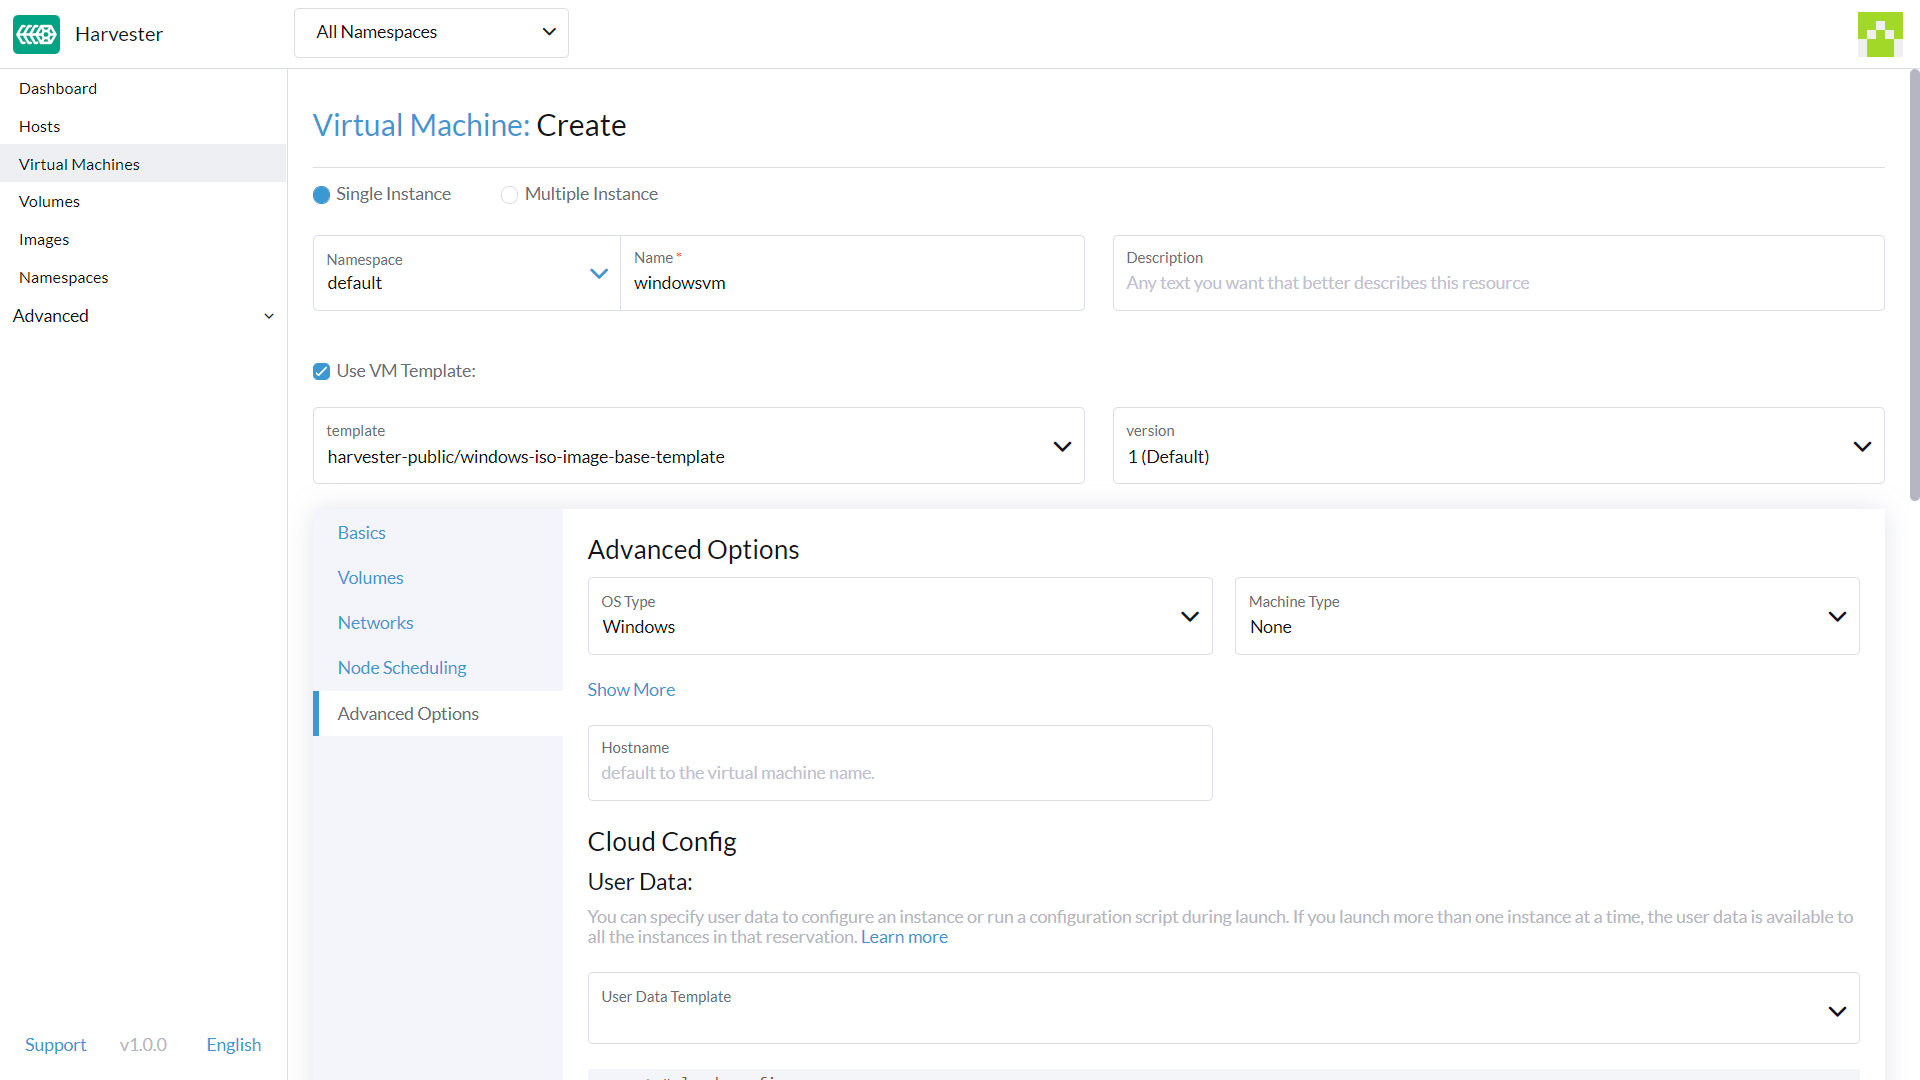 Harvester
All Namespaces
Dashboard
Hosts
Virtual Machines
Volumes
Images
Namespaces
Advanced
Support v1.0.0 English
Virtual Machine: Create
Single Instance Multiple Instance
Namespace
default
Name *
windowsvm
Description
Any text you want that better describes this resource
Use VM Template:
template
harvester-public/windows-iso-image-base-template
version
1 (Default)
Basics
Volumes
Networks
Node Scheduling
Advanced Options
Advanced Options
OS Type
Windows
Machine Type
None
Show More
Hostname
default to the virtual machine name.
Cloud Config
User Data:
You can specify user data to configure an instance or run a configuration script during launch. If you launch more than one instance at a time, the user data is available to
all the instances in that reservation. Learn more
User Data Template